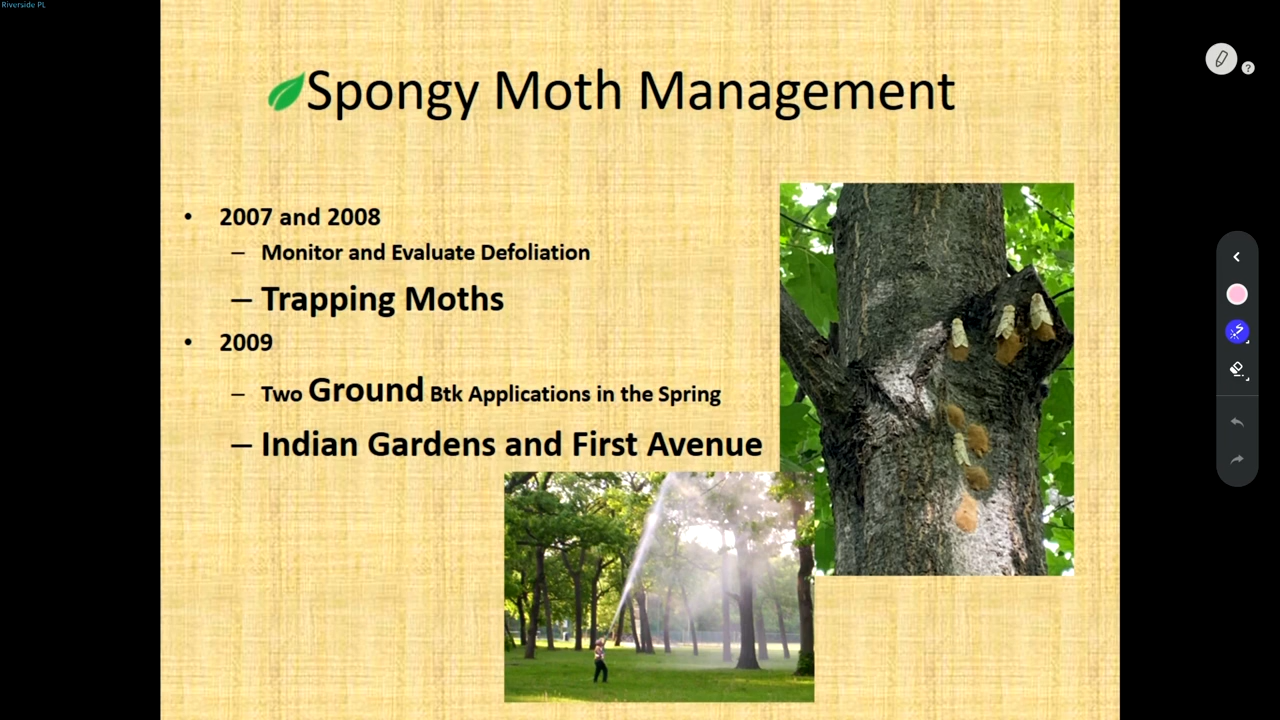 Riverside PL
Spongy Moth Management
• 2007 and 2008
– Monitor and Evaluate Defoliation
– Trapping Moths
• 2009
– Two Ground Btk Applications in the Spring
– Indian Gardens and First Avenue
?